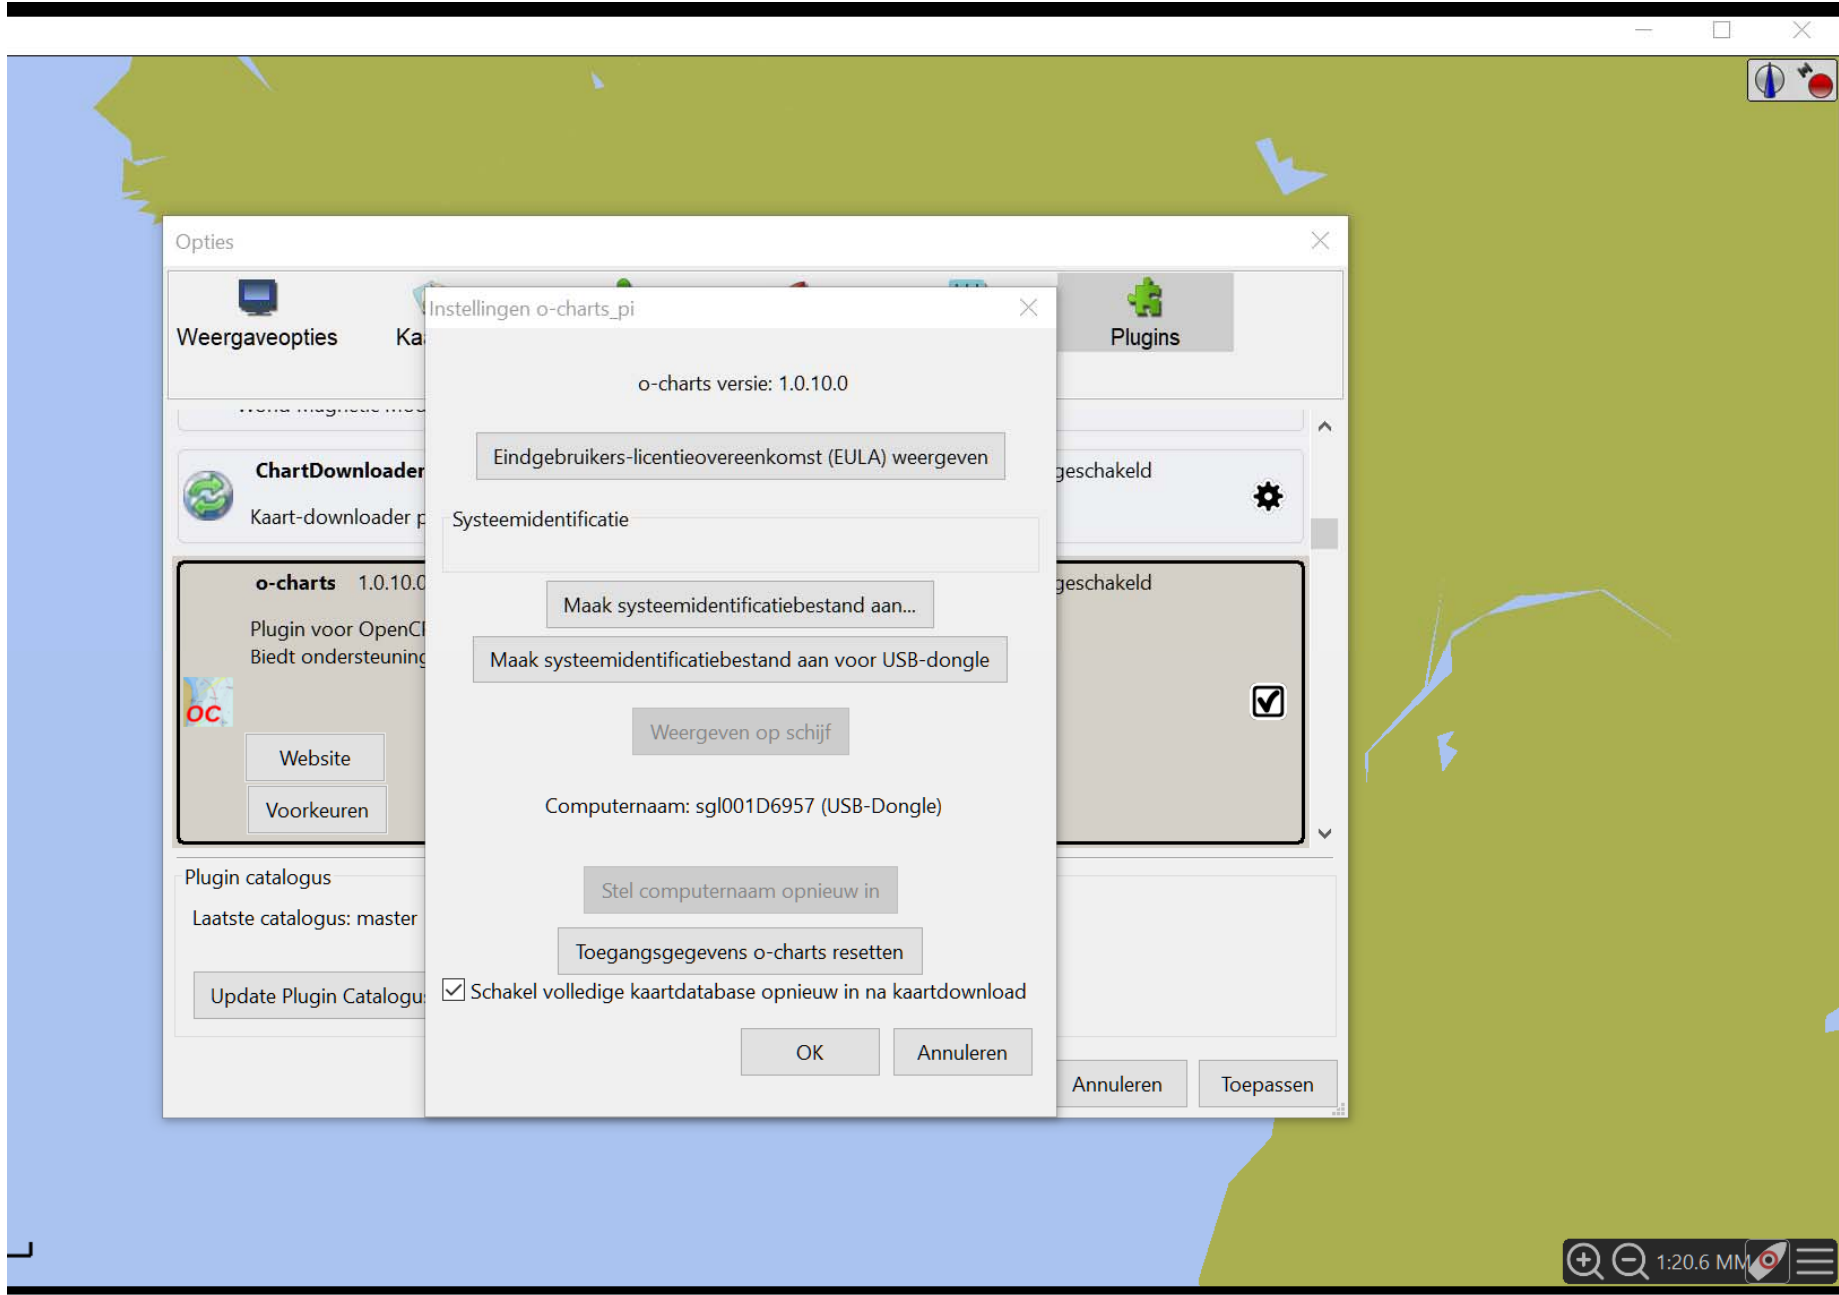 Opties
Weergaveopties
Ka
Plugins
Instellingen o-charts_pi
o-charts versie: 1.0.10.0
Eindgebruikers-licentieovereenkomst (EULA) weergeven
ChartDownloader
geschakeld
Kaart-downloader p
Systeemidentificatie
o-charts 1.0.10.0
geschakeld
Maak systeemidentificatiebestand aan...
Plugin voor OpenC
Biedt ondersteuning
Maak systeemidentificatiebestand aan voor USB-dongle
OC
Weergeven op schijf
Website
Computernaam: sgl001D6957 (USB-Dongle)
Voorkeuren
Plugin catalogus
Stel computernaam opnieuw in
Laatste catalogus: master
Toegangsgegevens o-charts resetten
Update Plugin Catalogu
Schakel volledige kaartdatabase opnieuw in na kaartdownload
OK
Annuleren
Annuleren
Toepassen
1:20.6 MM